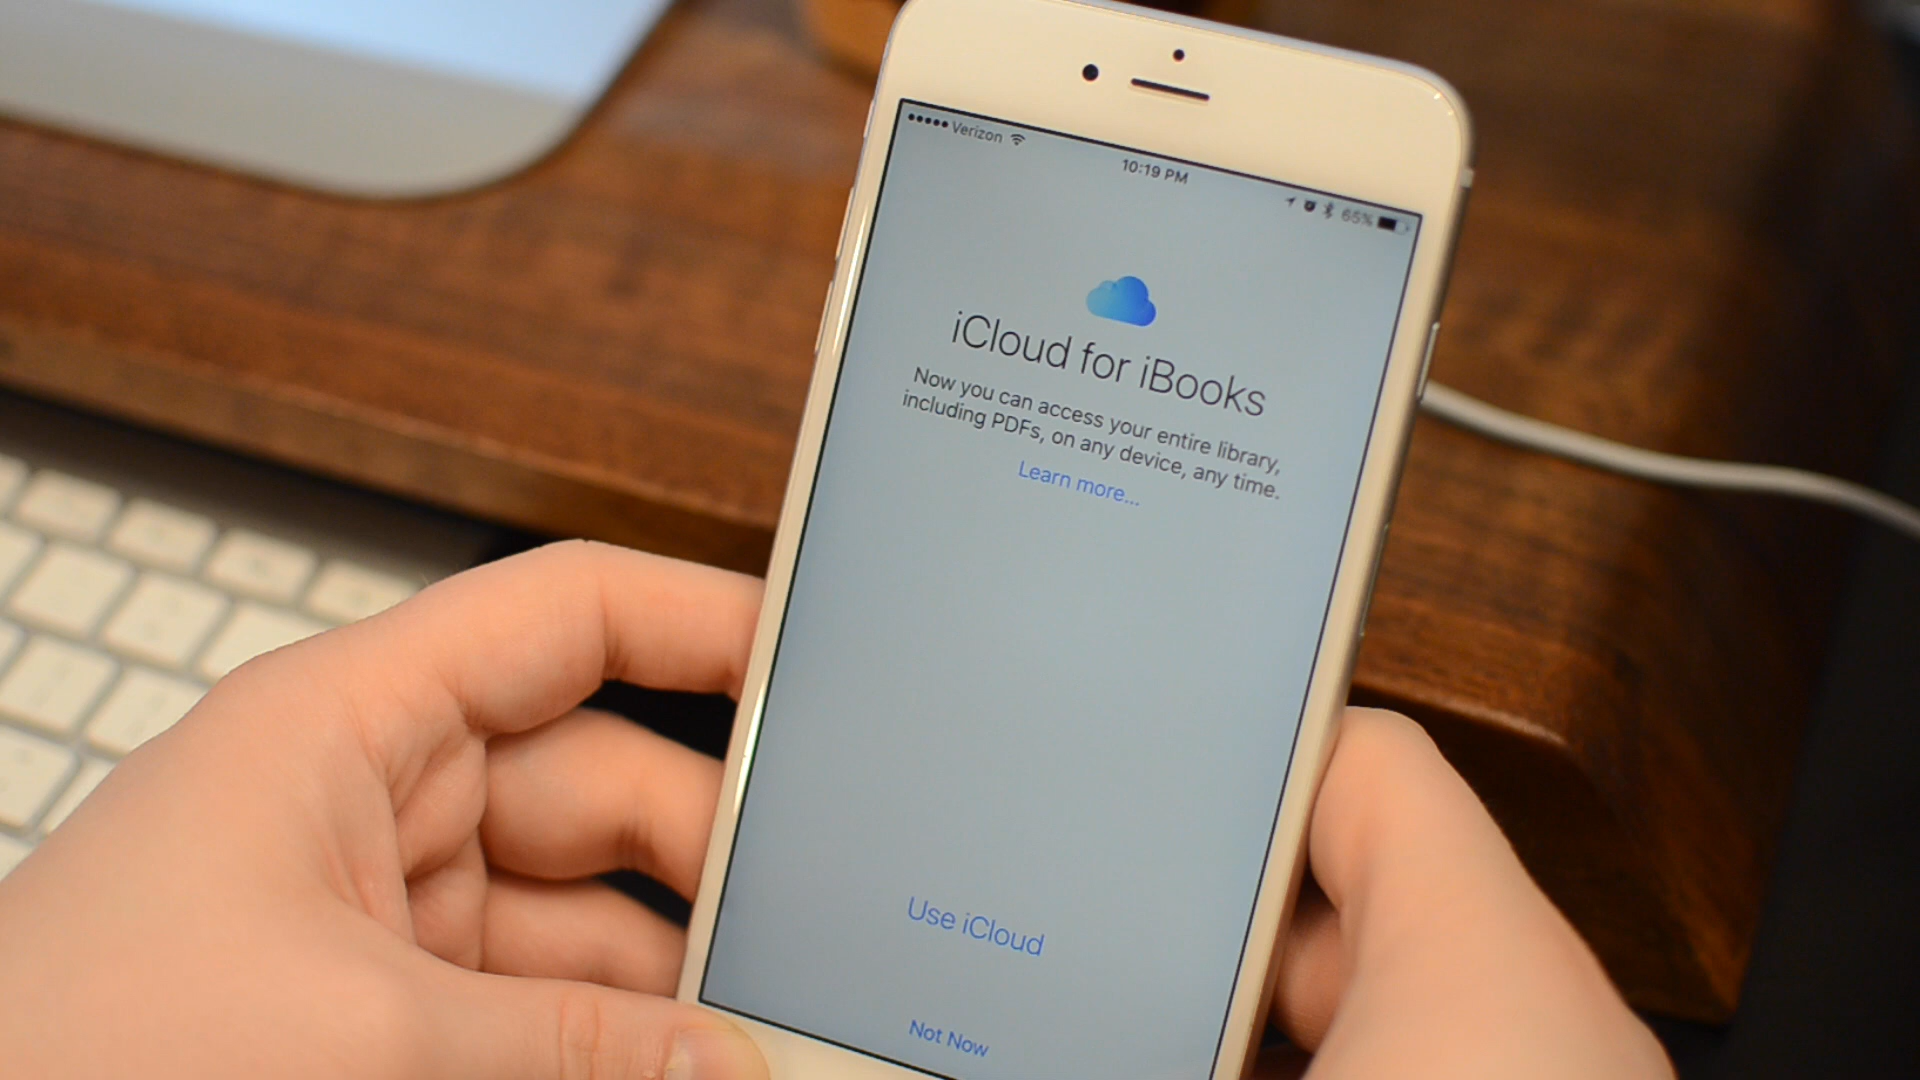 ●●●●● Verizon
10:19 PM
65%
iCloud for iBooks
Now you can access your entire library,
including PDFs, on any device, any time.
Learn more...
Use iCloud
Not Now